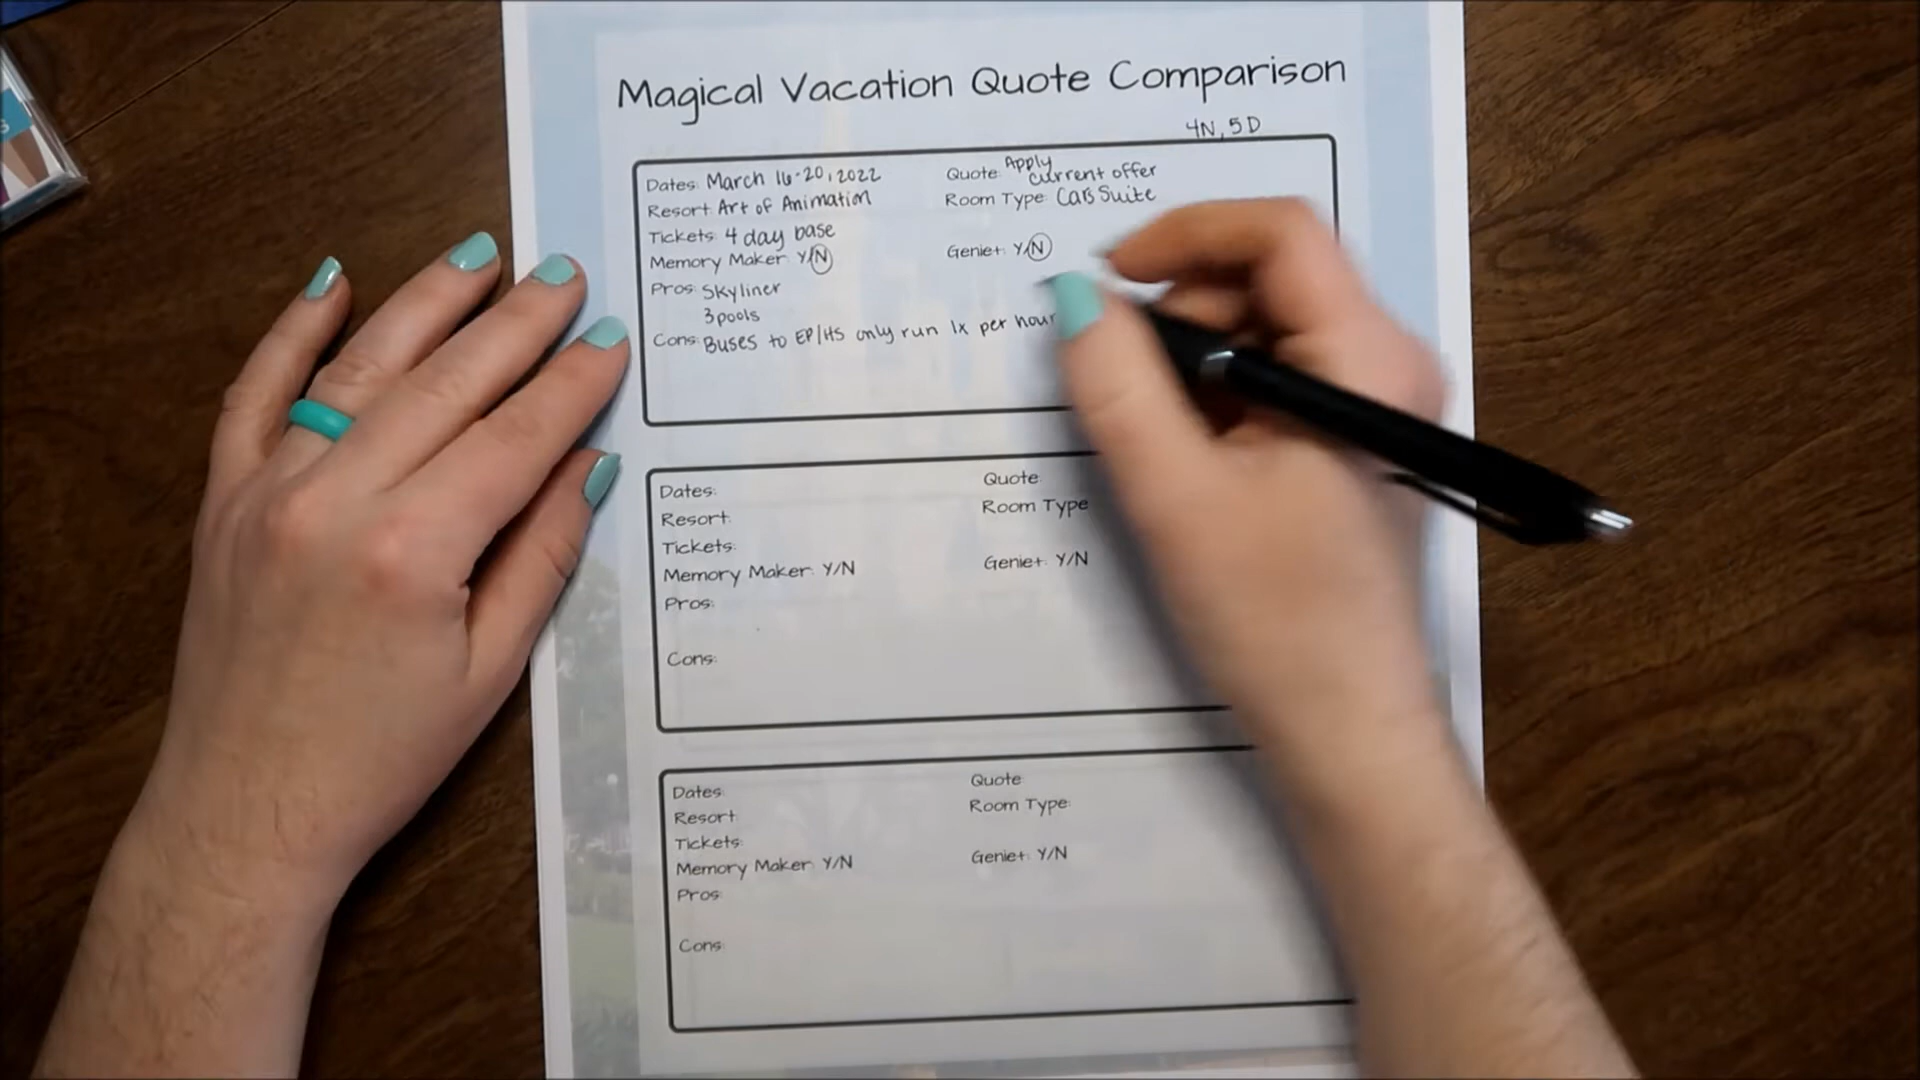 Magical Vacation Quote Comparison
4N, 5D
Dates: March 16-20, 2022
Quote: Apply current offer
Resort: Art of Animation
Room Type: Cars Suite
Tickets: 4 day base
Memory Maker: Y/N
Genie+: Y/N
Pros: Skyliner
3 pools
Cons: Buses to EP/HS only run 1x per hour
Dates:
Quote:
Resort:
Room Type
Tickets:
Memory Maker: Y/N
Genie+: Y/N
Pros:
Cons:
Dates:
Quote
Resort:
Room Type:
Tickets:
Memory Maker: Y/N
Genie+: Y/N
Pros:
Cons: